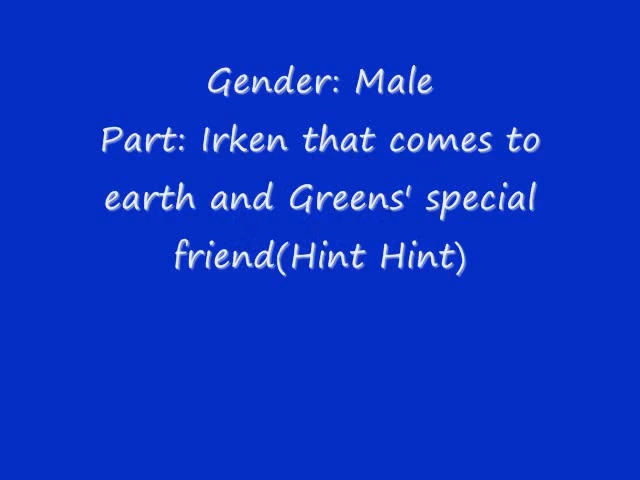 Gender: Male
Part: Irken that comes to
earth and Greens' special
friend(Hint Hint)